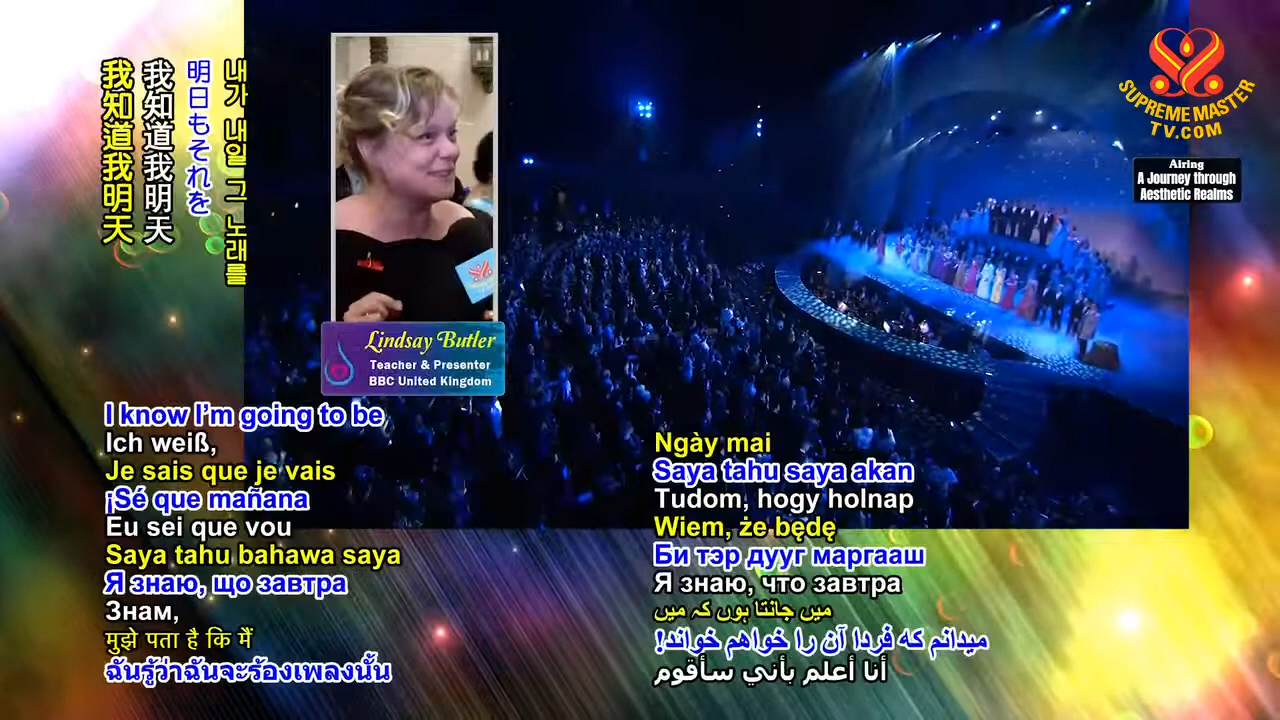 我知道我明天
我知道我明天
明日もそれを
내가 내일 그 노래를
SUPREME MASTER
TV.COM
Airing
A Journey through
Aesthetic Realms
Lindsay Butler
Teacher & Presenter
BBC United Kingdom
I know I'm going to be
Ich weiß,
Je sais que je vais
¡Sé que mañana
Eu sei que vou
Saya tahu bahawa saya
Я знаю, що завтра
Знам,
मुझे पता है कि मैं
ฉันรู้ว่าฉันจะร้องเพลงนั้น
Ngày mai
Saya tahu saya akan
Tudom, hogy holnap
Wiem, że będę
Би тэр дууг маргааш
Я знаю, что завтра
میں جانتا ہوں کہ میں
میدانم که فردا آن را خواهم خواند!
أنا أعلم بأني سأقوم